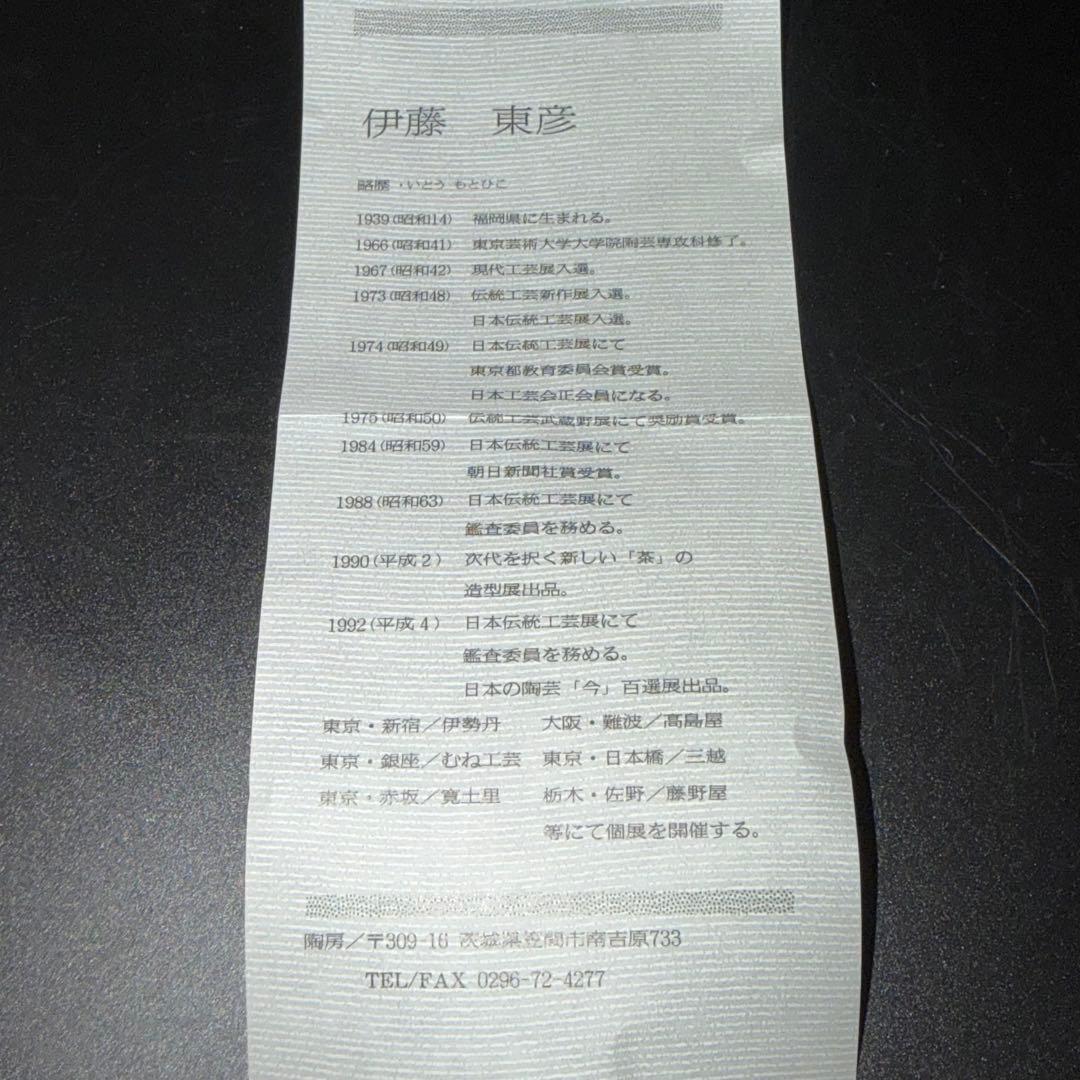 伊藤　東彦
略歴・いとう もとひこ
1939(昭和14)　福岡県に生まれる。
1966(昭和41)　東京芸術大学大学院陶芸専攻科修了。
1967(昭和42)　現代工芸展入選。
1973(昭和48)　伝統工芸新作展入選。
日本伝統工芸展入選。
1974(昭和49)　日本伝統工芸展にて
東京都教育委員会賞受賞。
日本工芸会正会員になる。
1975(昭和50)　伝統工芸武蔵野展にて奨励賞受賞。
1984(昭和59)　日本伝統工芸展にて
朝日新聞社賞受賞。
1988(昭和63)　日本伝統工芸展にて
鑑査委員を務める。
1990(平成2)　次代を択く新しい「茶」の
造型展出品。
1992(平成4)　日本伝統工芸展にて
鑑査委員を務める。
日本の陶芸「今」百選展出品。
東京・新宿／伊勢丹　大阪・難波／髙島屋
東京・銀座／むね工芸　東京・日本橋／三越
東京・赤坂／寛土里　栃木・佐野／藤野屋
等にて個展を開催する。
陶房／〒309-16 茨城県笠間市南吉原733
TEL/FAX 0296-72-4277